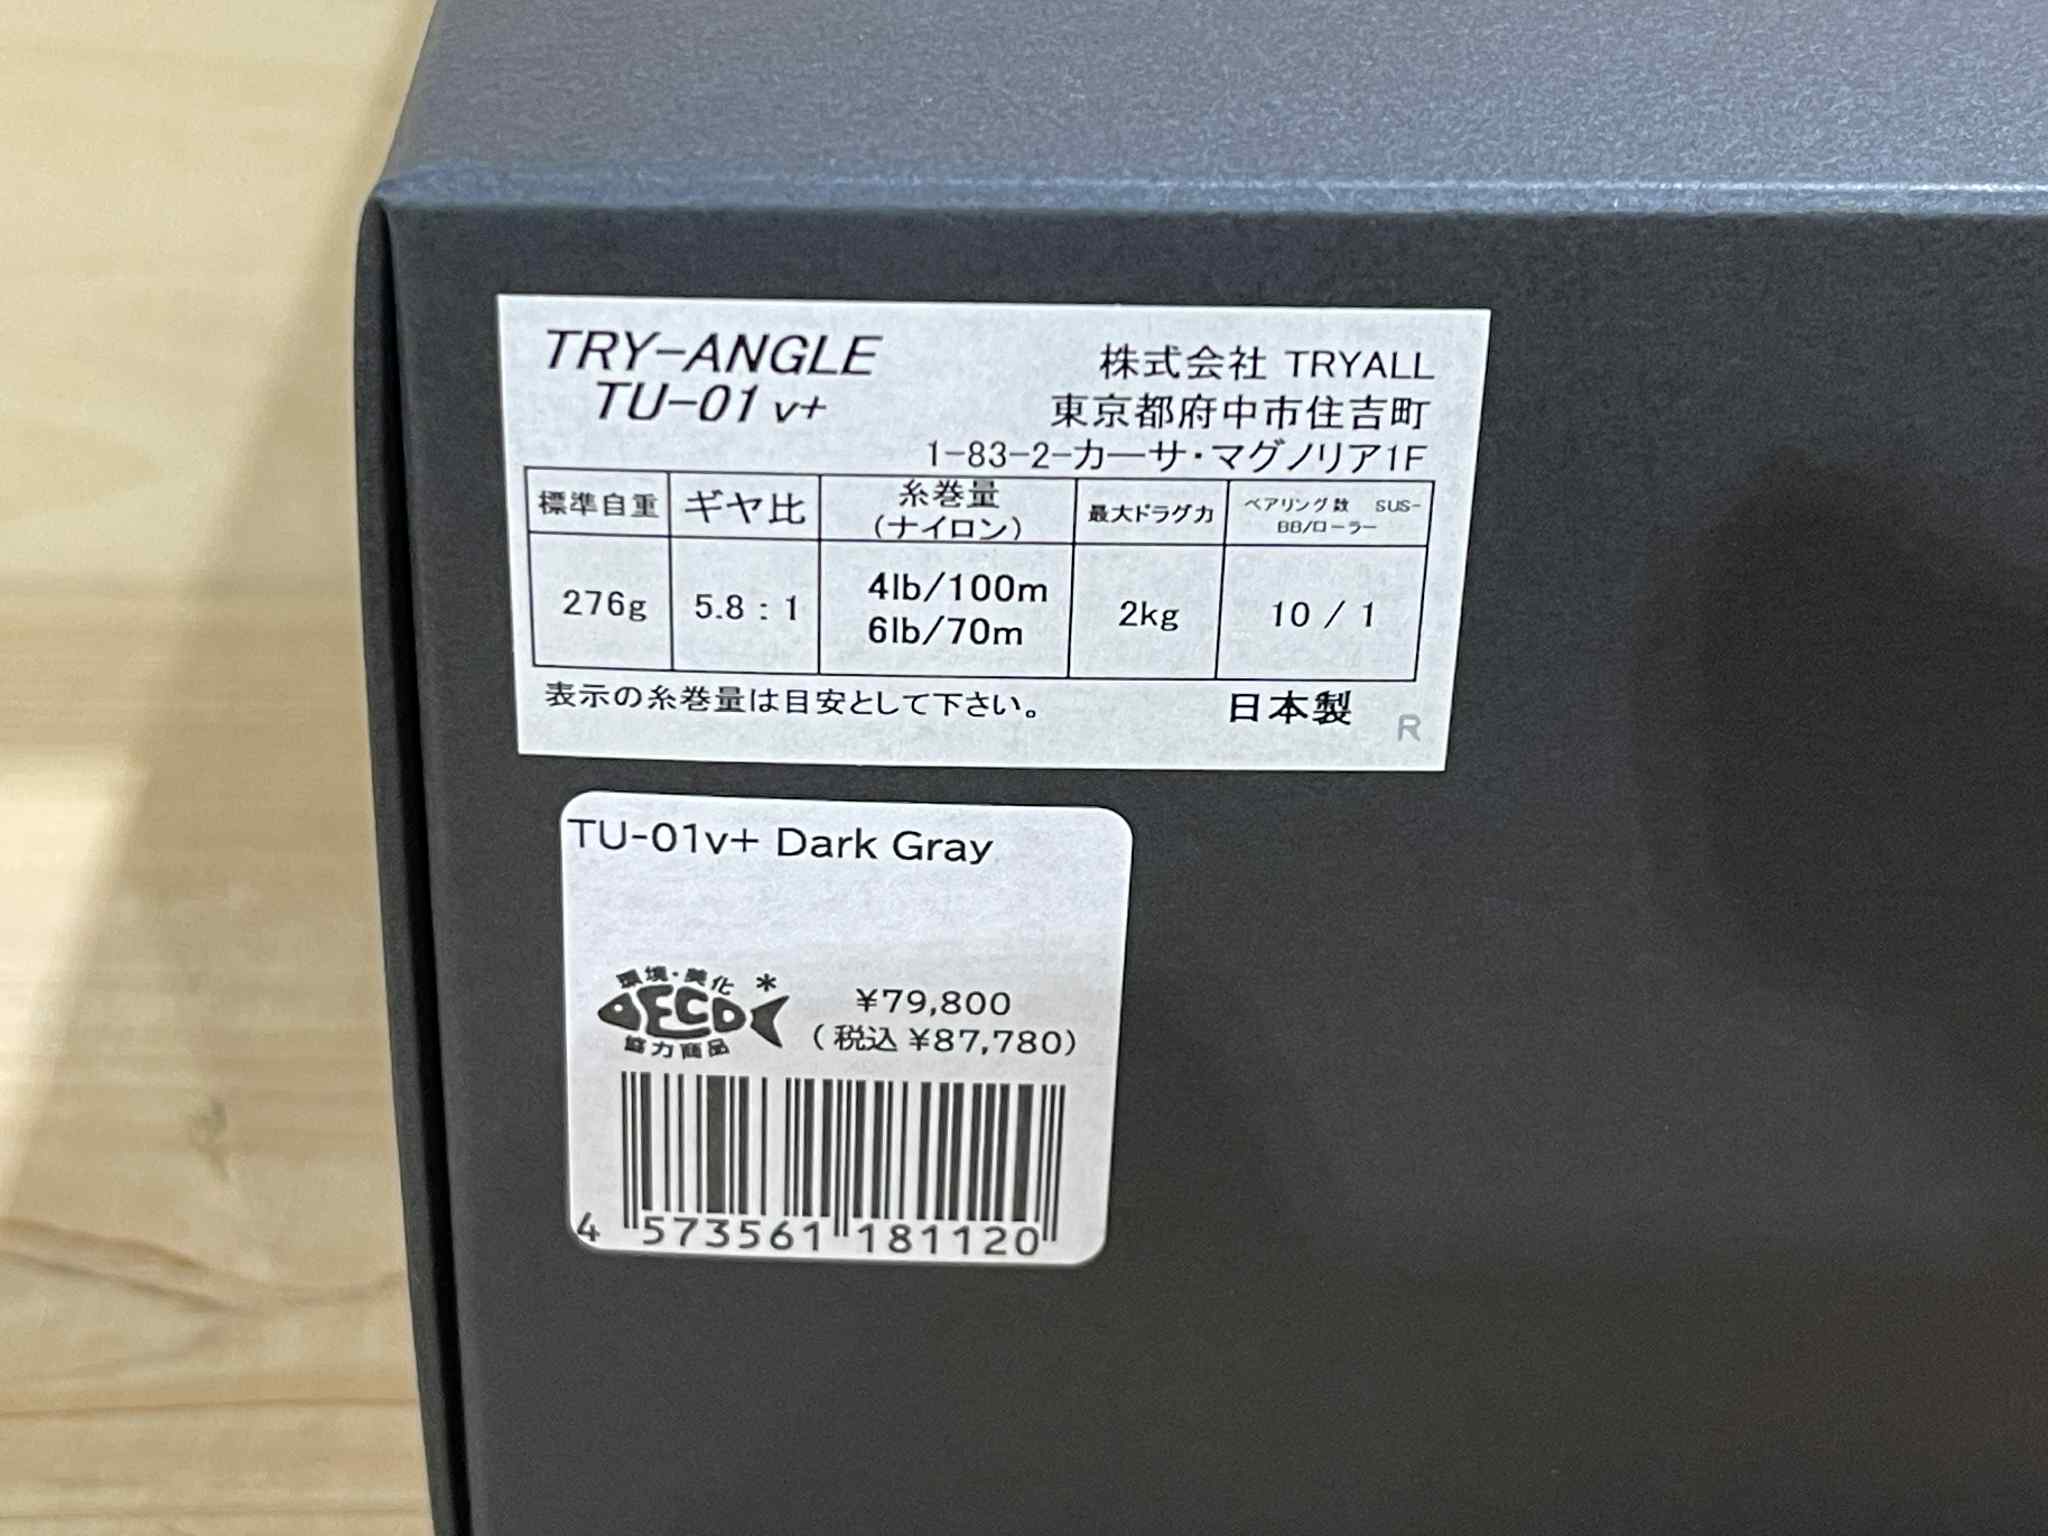 TRY-ANGLE
TU-01 v+
株式会社 TRYALL
東京都府中市住吉町
1-83-2-カーサ・マグノリア1F
標準自重 ギヤ比 糸巻量（ナイロン） 最大ドラグ力 ベアリング数 SUS-BB/ローラー
276g 5.8：1 4lb/100m 2kg 10 / 1
6lb/70m
表示の糸巻量は目安として下さい。 日本製 R
TU-01v+ Dark Gray
環境・美化 *
ECO
協力商品
¥79,800
(税込 ¥87,780)
4 573561 181120